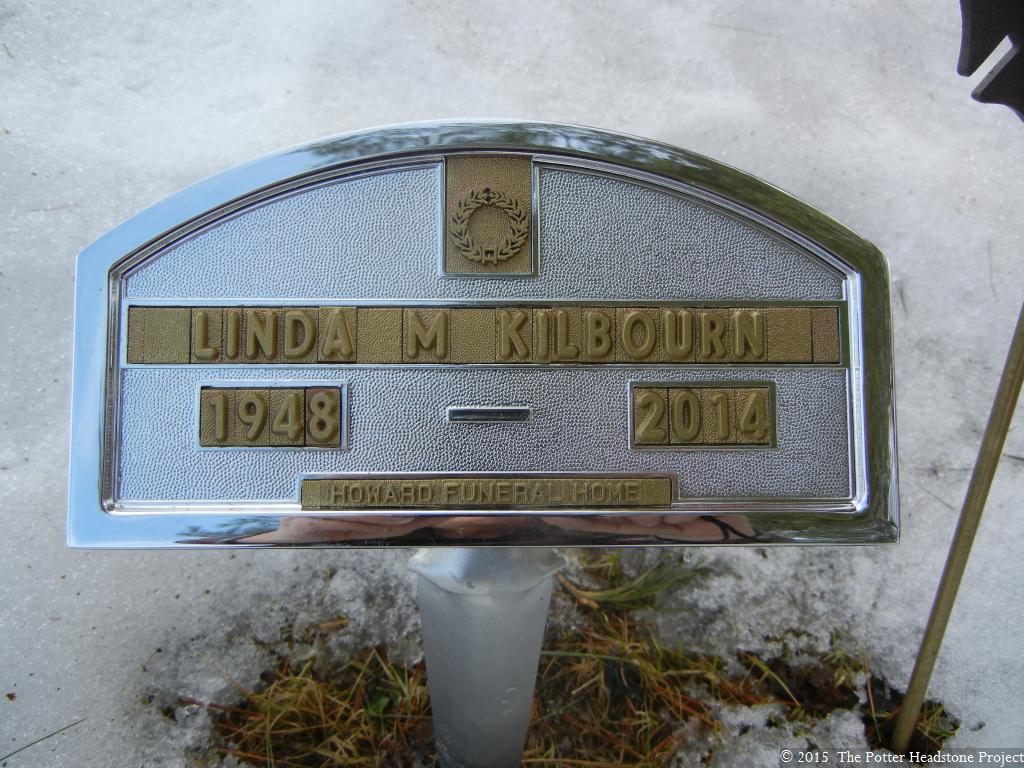 LINDA M KILBOURN
1948 — 2014
HOWARD FUNERAL HOME
© 2015 The Potter Headstone Project